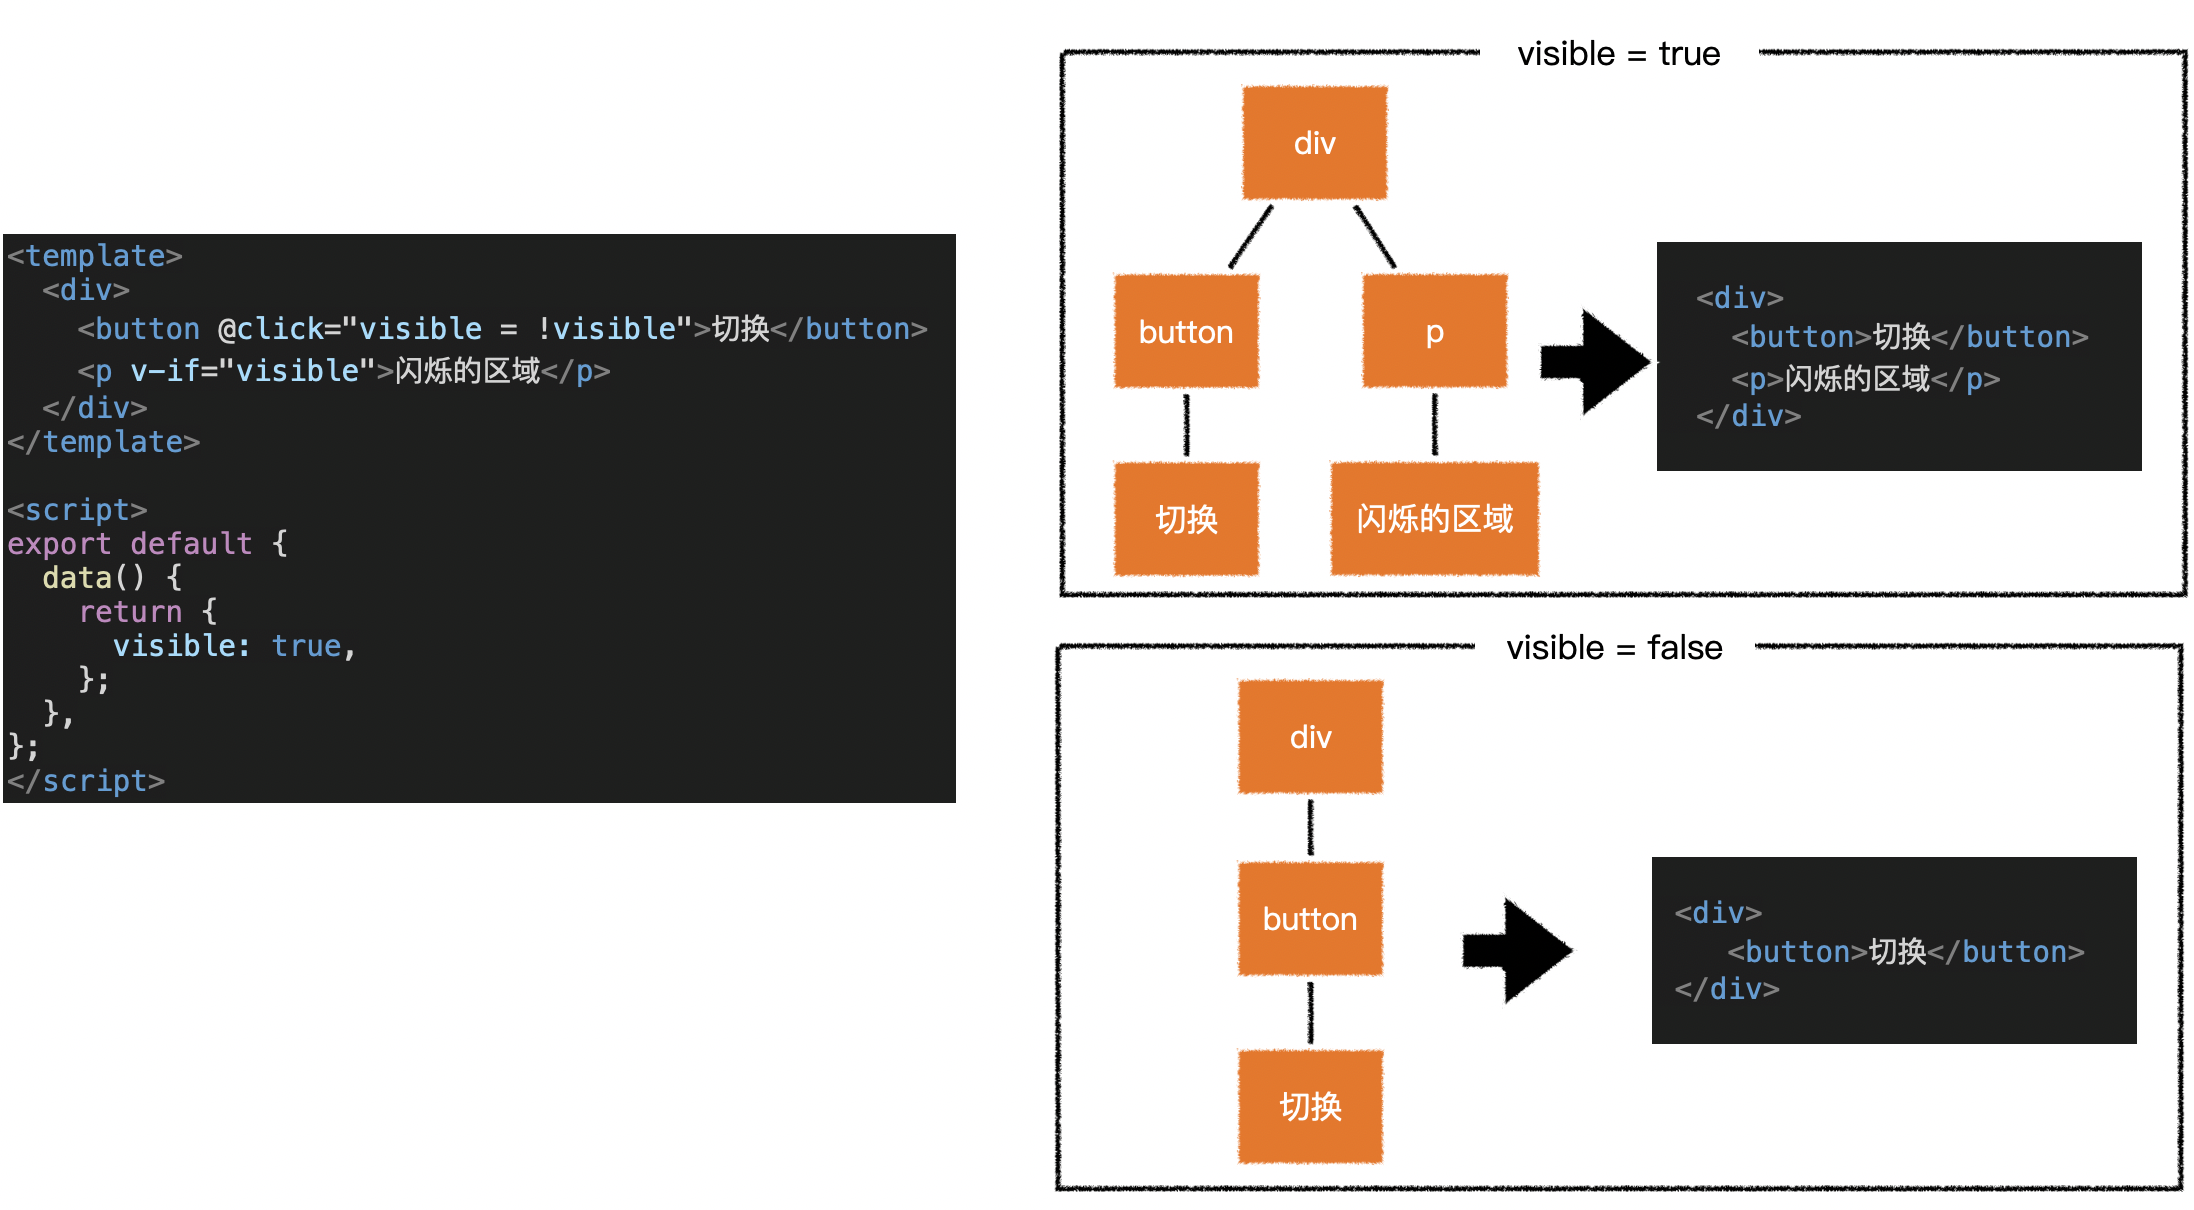 <template>
  <div>
    <button @click="visible = !visible">切换</button>
    <p v-if="visible">闪烁的区域</p>
  </div>
</template>

<script>
export default {
  data() {
    return {
      visible: true,
    };
  },
};
</script>
visible = true
div
button
p
切换
闪烁的区域
<div>
  <button>切换</button>
  <p>闪烁的区域</p>
</div>
visible = false
div
button
切换
<div>
   <button>切换</button>
</div>